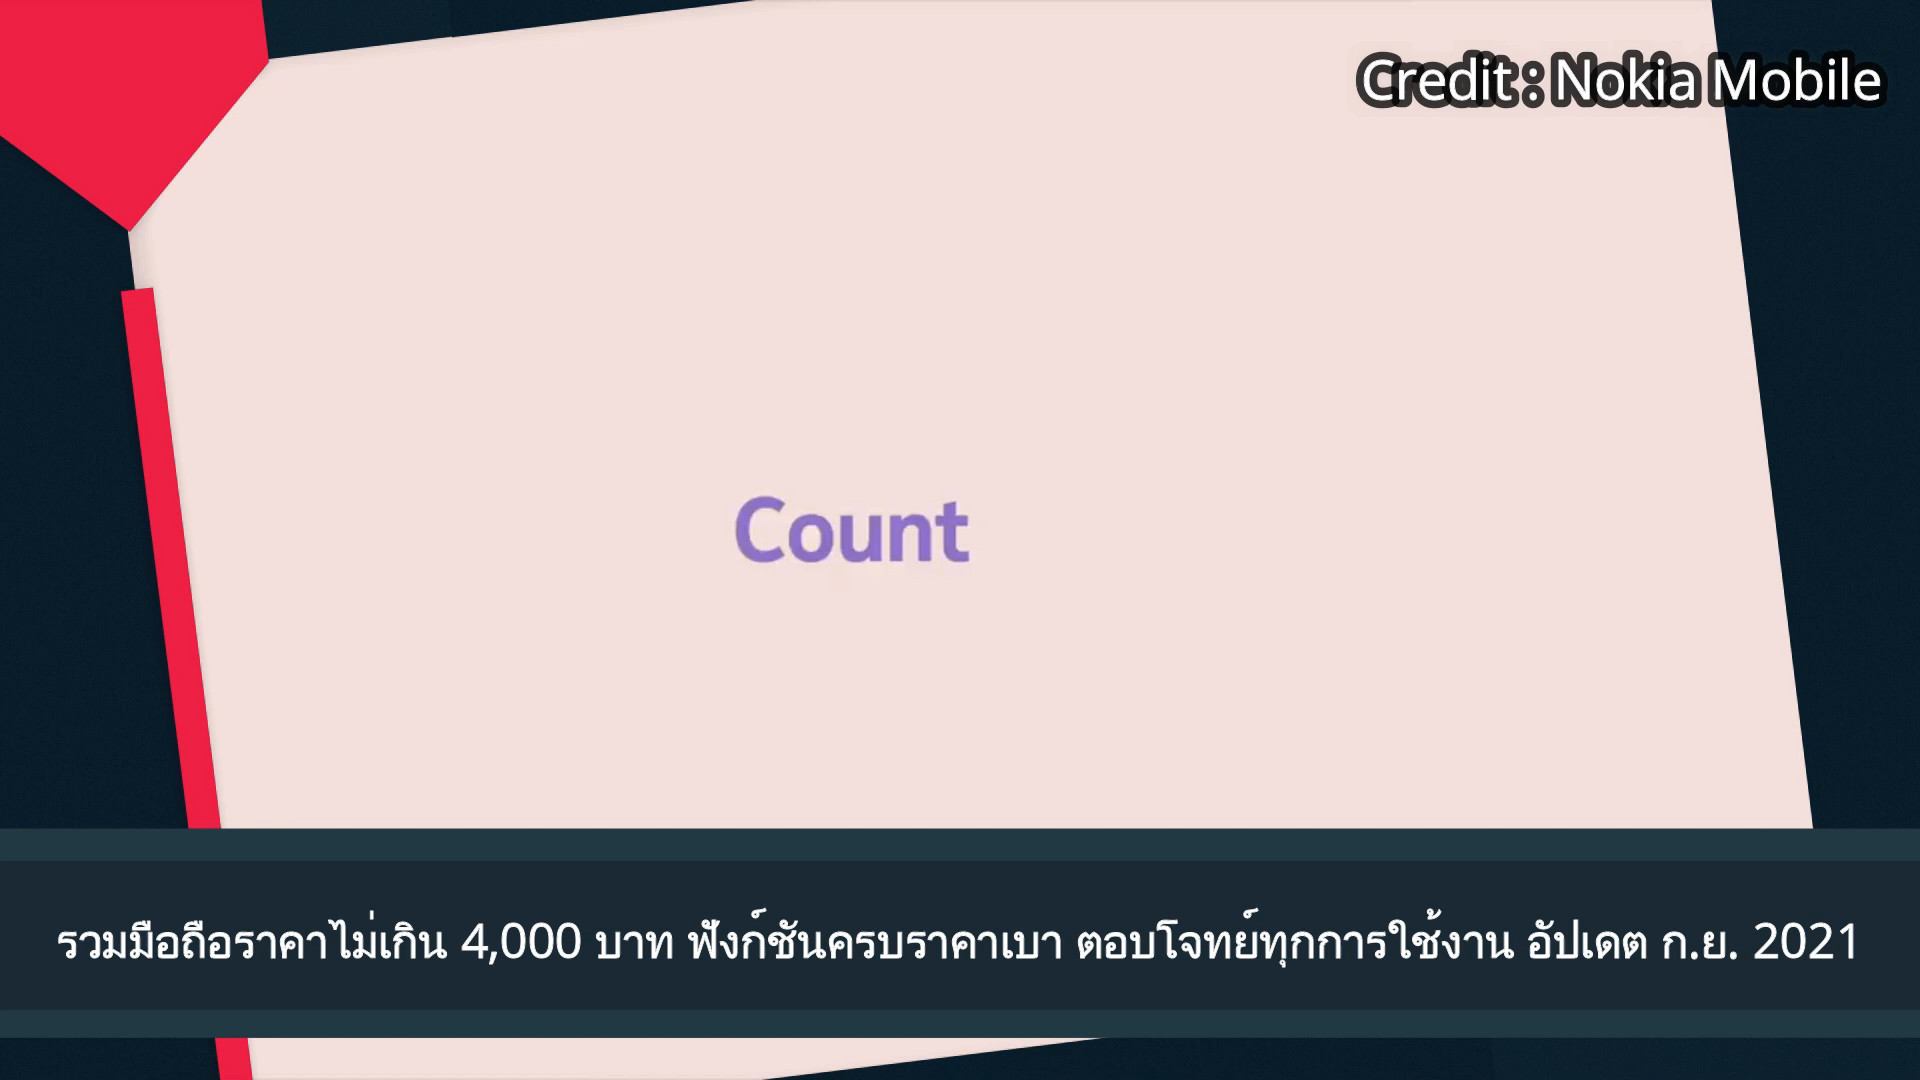 Credit : Nokia Mobile
Count
รวมมือถือราคาไม่เกิน 4,000 บาท ฟังก์ชันครบราคาเบา ตอบโจทย์ทุกการใช้งาน อัปเดต ก.ย. 2021